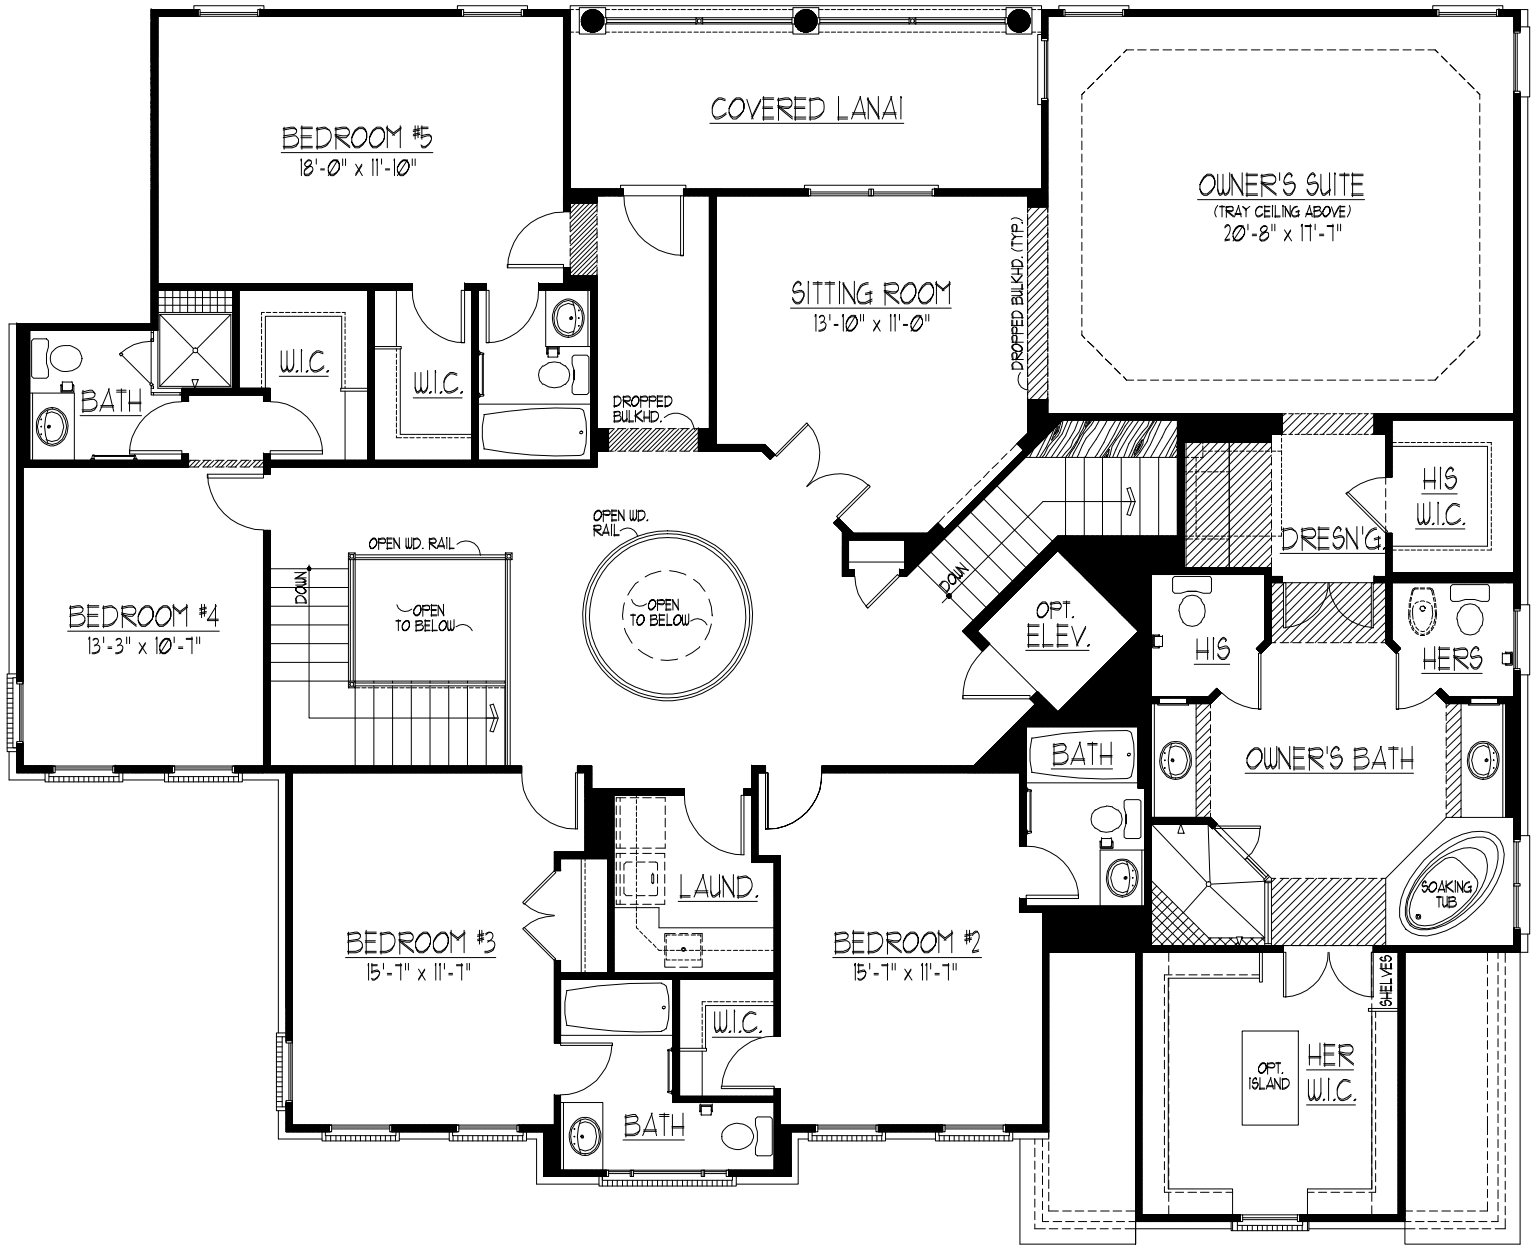 COVERED LANAI
BEDROOM #5
18'-0" x 11'-10"
OWNER'S SUITE
(TRAY CEILING ABOVE)
20'-8" x 17'-7"
SITTING ROOM
13'-10" x 11'-0"
DROPPED BULKHD. (TYP.)
W.I.C.
W.I.C.
BATH
DROPPED
BULKHD.
HIS
W.I.C.
OPEN WD.
RAIL
OPEN WD. RAIL
DRESN'G.
DOWN
DOWN
BEDROOM #4
13'-3" x 10'-7"
OPEN
TO BELOW
OPEN
TO BELOW
OPT.
ELEV.
HIS
HERS
BATH
OWNER'S BATH
LAUND.
SOAKING
TUB
BEDROOM #3
15'-7" x 11'-7"
BEDROOM #2
15'-7" x 11'-7"
SHELVES
W.I.C.
OPT.
ISLAND
HER
W.I.C.
BATH